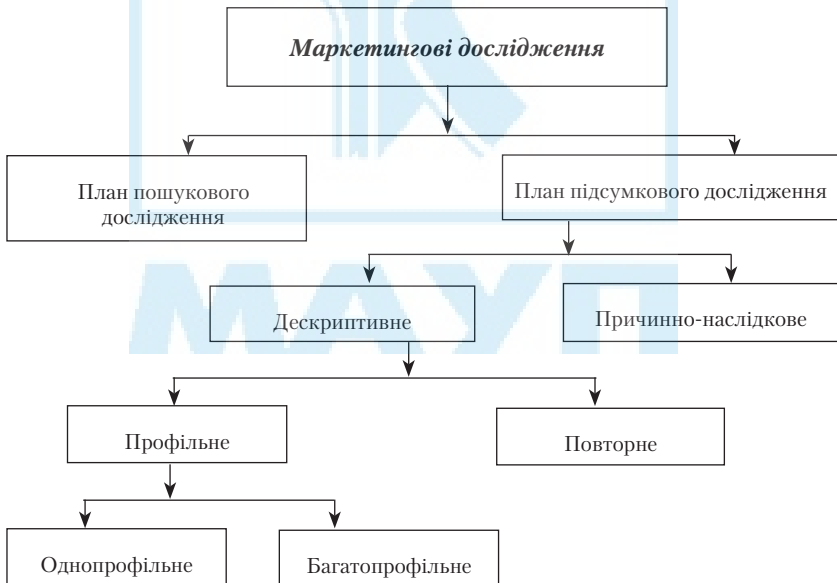 Маркетингові дослідження
План пошукового
дослідження
План підсумкового дослідження
Дескриптивне
Причинно-наслідкове
Профільне
Повторне
Однопрофільне
Багатопрофільне
МАУП